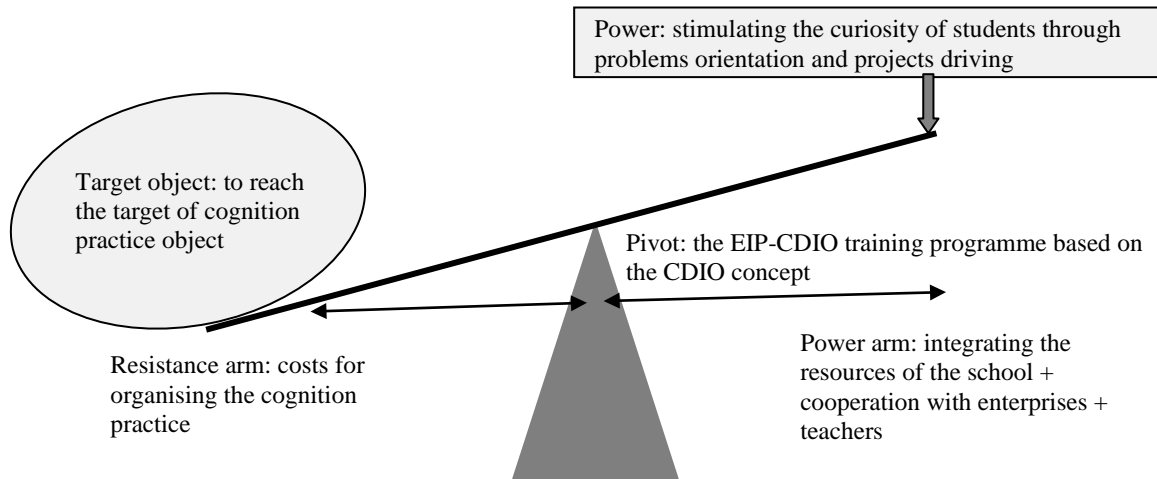 Power: stimulating the curiosity of students through
problems orientation and projects driving
Target object: to reach
the target of cognition
practice object
Pivot: the EIP-CDIO training programme based on
the CDIO concept
Resistance arm: costs for
organising the cognition
practice
Power arm: integrating the
resources of the school +
cooperation with enterprises +
teachers